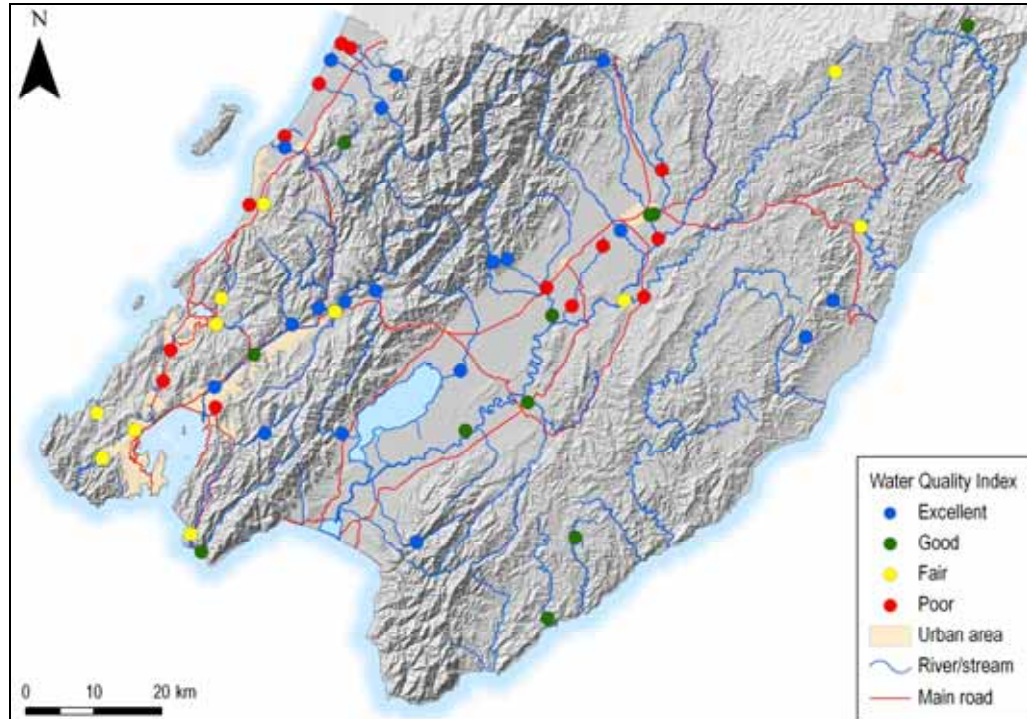 N
Water Quality Index
Excellent
Good
Fair
Poor
Urban area
River/stream
Main road
0 10 20 km